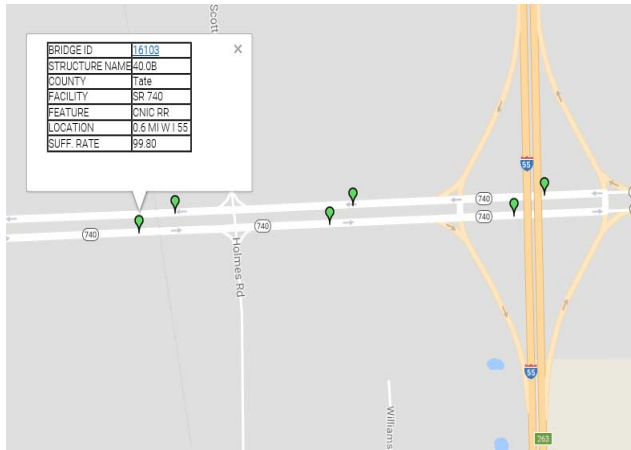 Scott
×
BRIDGE ID 16103
STRUCTURE NAME 40.0B
COUNTY Tate
FACILITY SR 740
FEATURE CNIC RR
LOCATION 0.6 MI W I 55
SUFF. RATE 99.80
55
740
740
740
740
Holmes Rd
55
Williams
263